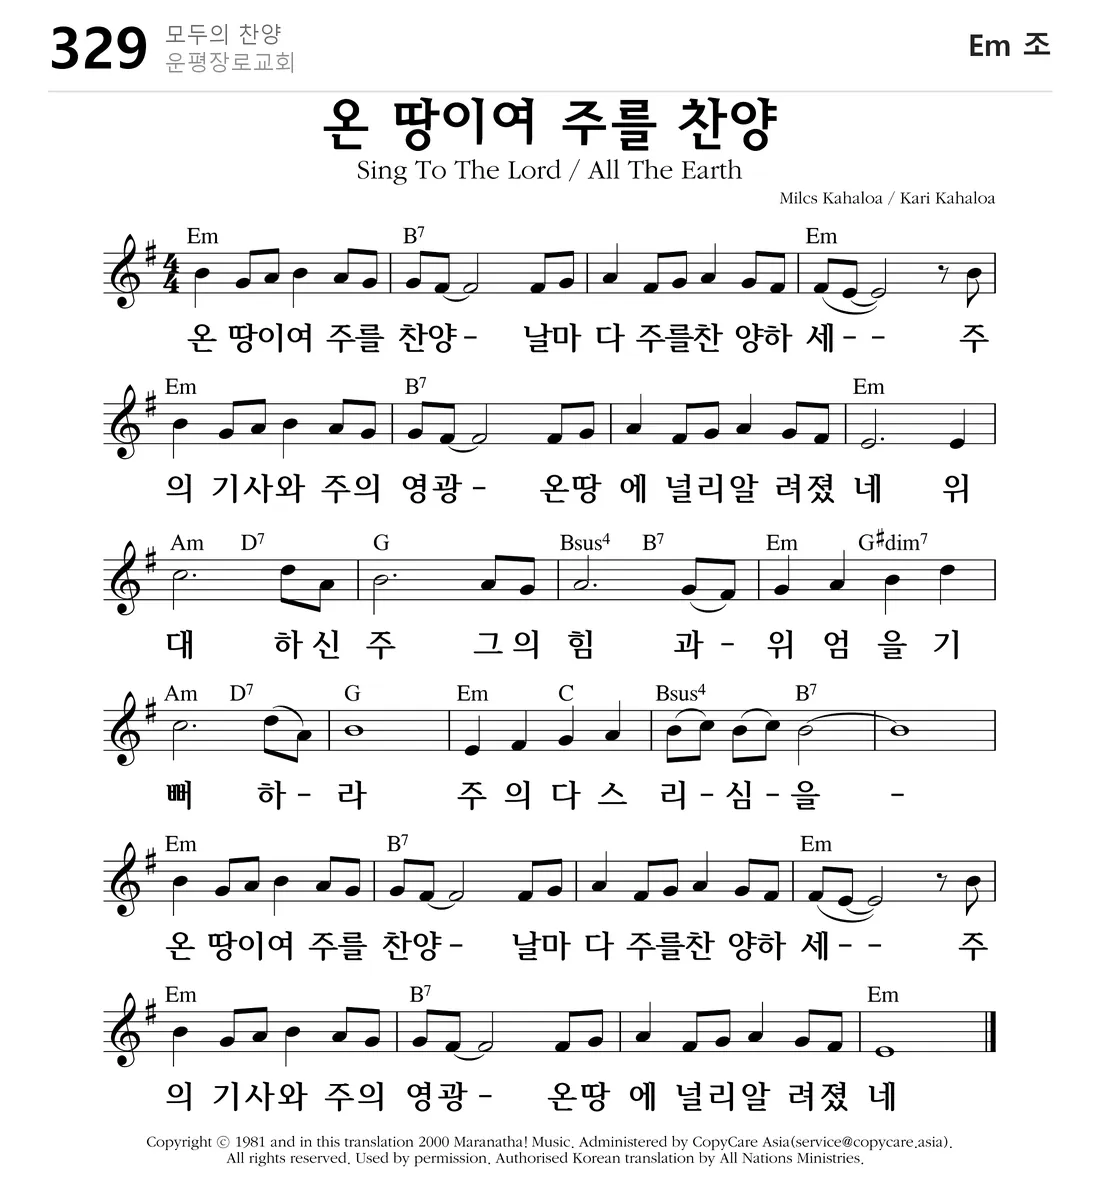 329 모두의 찬양
운평장로교회
Em 조
온 땅이여 주를 찬양
Sing To The Lord / All The Earth
Milcs Kahaloa / Kari Kahaloa
Em B7 Em
4/4
온 땅이여 주를 찬양- 날마 다 주를찬 양하 세-- 주
Em B7 Em
의 기사와 주의 영광- 온땅 에 널리알 려졌 네 위
Am D7 G Bsus4 B7 Em G#dim7
대 하신 주 그의 힘 과- 위 엄 을 기
Am D7 G Em C Bsus4 B7
뻐 하- 라 주 의 다 스 리-심-을 -
Em B7 Em
온 땅이여 주를 찬양- 날마 다 주를찬 양하 세-- 주
Em B7 Em
의 기사와 주의 영광- 온땅 에 널리알 려졌 네
Copyright ⓒ 1981 and in this translation 2000 Maranatha! Music. Administered by CopyCare Asia(service@copycare.asia).
All rights reserved. Used by permission. Authorised Korean translation by All Nations Ministries.